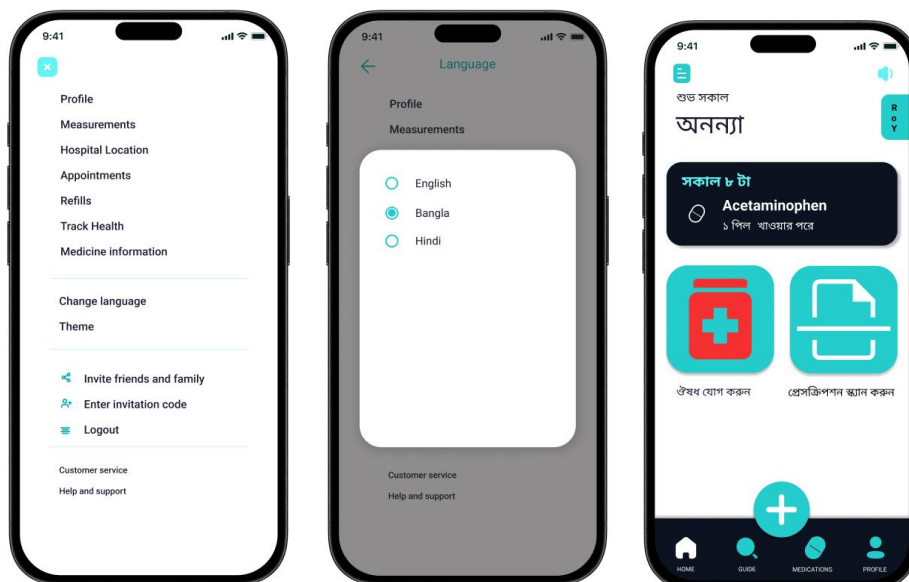 9:41
Profile
Measurements
Hospital Location
Appointments
Refills
Track Health
Medicine information
Change language
Theme
Invite friends and family
Enter invitation code
Logout
Customer service
Help and support
9:41
Language
Profile
Measurements
English
Bangla
Hindi
Customer service
Help and support
9:41
শুভ সকাল
অনন্যা
R
o
Y
সকাল ৮ টা
Acetaminophen
১ পিল খাওয়ার পরে
ঔষধ যোগ করুন
প্রেসক্রিপশন স্ক্যান করুন
HOME
GUIDE
MEDICATIONS
PROFILE